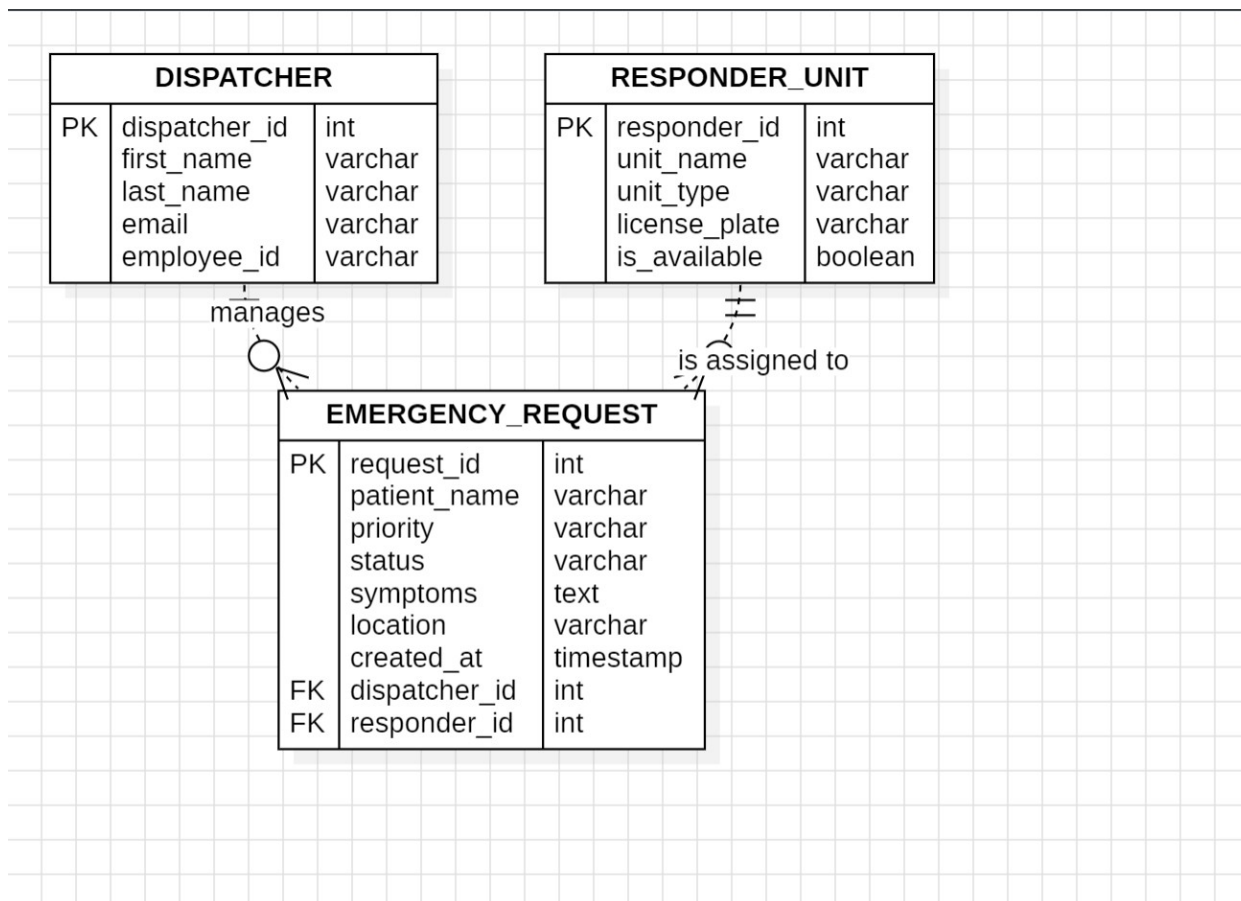 DISPATCHER
PK dispatcher_id int
first_name varchar
last_name varchar
email varchar
employee_id varchar
RESPONDER_UNIT
PK responder_id int
unit_name varchar
unit_type varchar
license_plate varchar
is_available boolean
manages
is assigned to
EMERGENCY_REQUEST
PK request_id int
patient_name varchar
priority varchar
status varchar
symptoms text
location varchar
created_at timestamp
FK dispatcher_id int
FK responder_id int